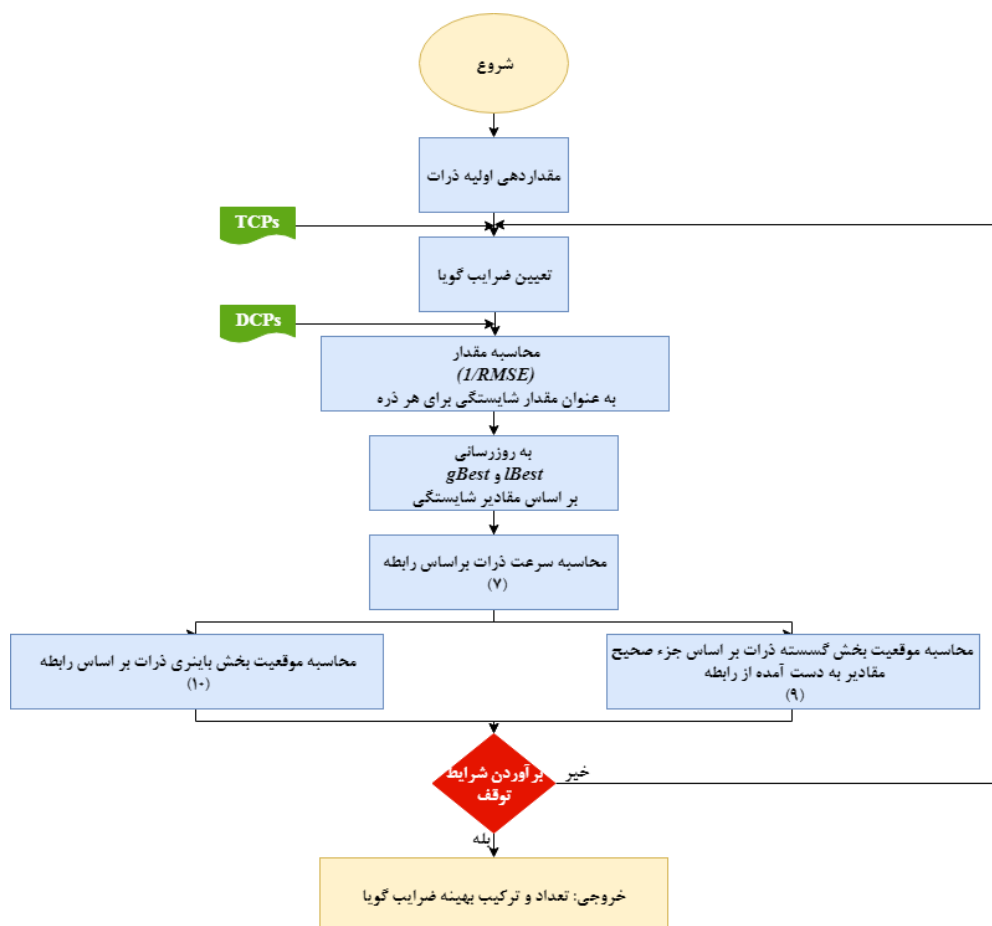 شروع
مقداردهی اولیه ذرات
TCPs
تعیین ضرایب گویا
DCPs
محاسبه مقدار
(1/RMSE)
به عنوان مقدار شایستگی برای هر ذره
به روزرسانی
gBest و lBest
بر اساس مقادیر شایستگی
محاسبه سرعت ذرات براساس رابطه
(۷)
محاسبه موقعیت بخش گسسته ذرات بر اساس جزء صحیح
مقادیر به دست آمده از رابطه
(۹)
محاسبه موقعیت بخش باینری ذرات بر اساس رابطه
(۱۰)
برآوردن شرایط
توقف
خیر
بله
خروجی: تعداد و ترکیب بهینه ضرایب گویا